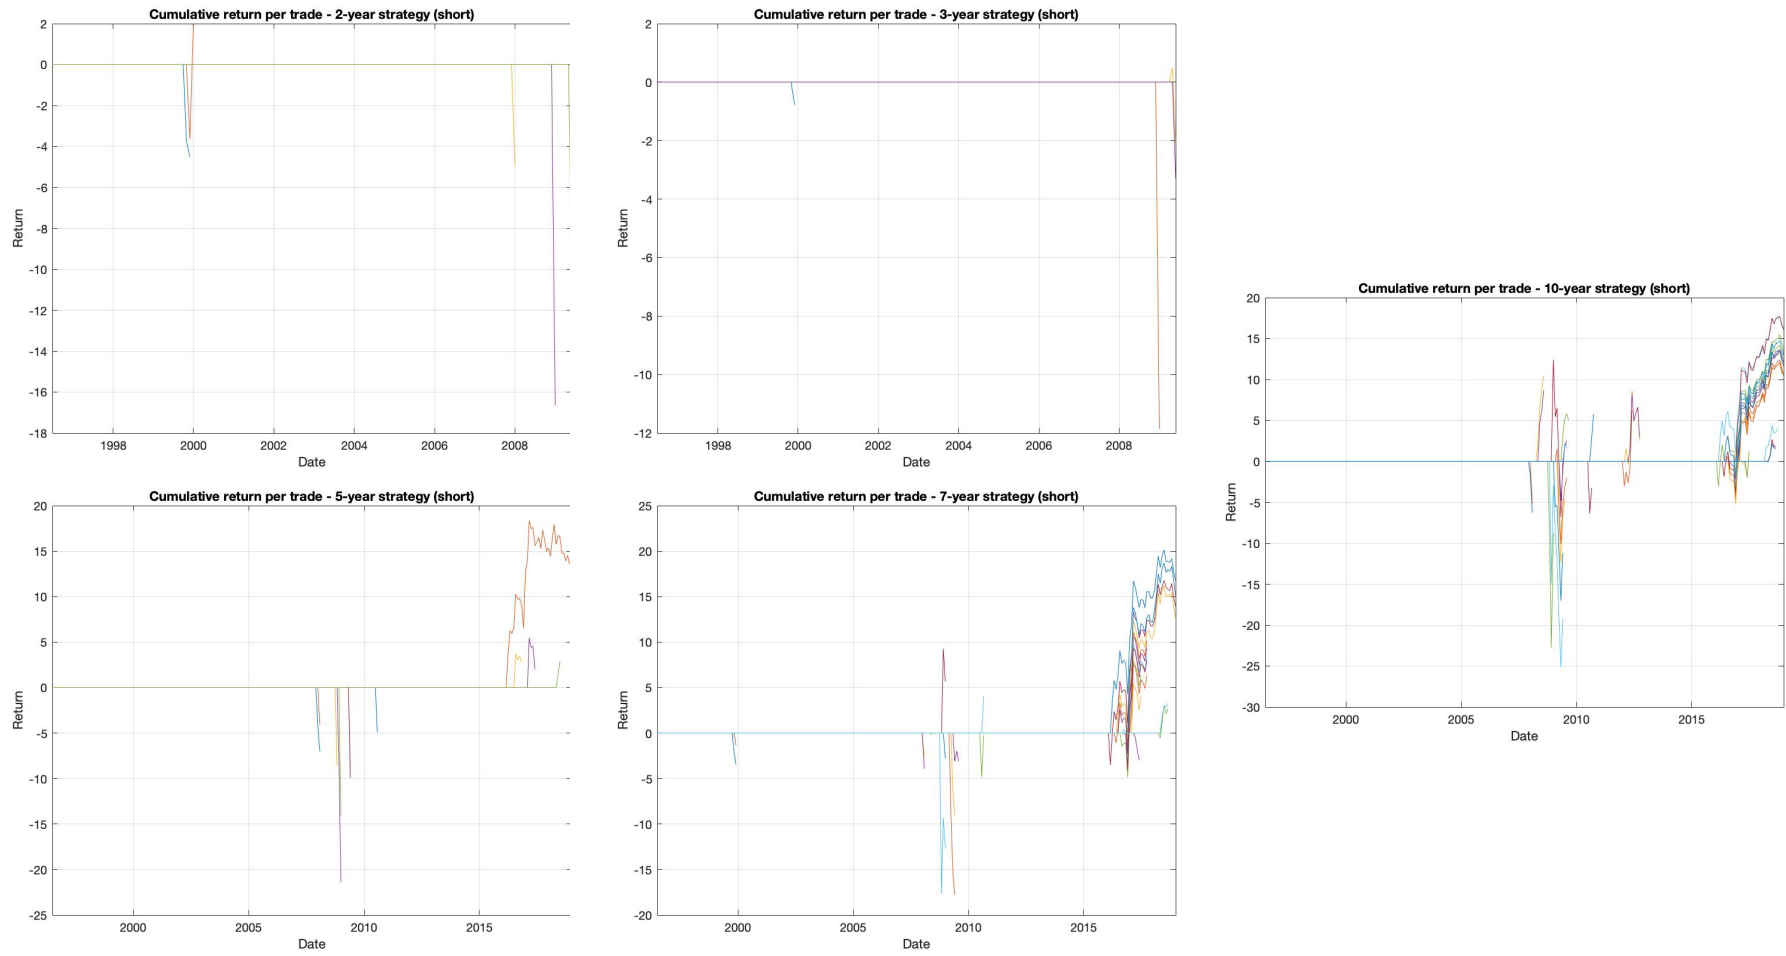 Cumulative return per trade - 2-year strategy (short)
2
0
-2
-4
-6
-8
-10
-12
-14
-16
-18
Return
1998 2000 2002 2004 2006 2008
Date
Cumulative return per trade - 3-year strategy (short)
2
0
-2
-4
-6
-8
-10
-12
Return
1998 2000 2002 2004 2006 2008
Date
Cumulative return per trade - 10-year strategy (short)
20
15
10
5
0
-5
-10
-15
-20
-25
-30
Return
2000 2005 2010 2015
Date
Cumulative return per trade - 5-year strategy (short)
20
15
10
5
0
-5
-10
-15
-20
-25
Return
2000 2005 2010 2015
Date
Cumulative return per trade - 7-year strategy (short)
25
20
15
10
5
0
-5
-10
-15
-20
Return
2000 2005 2010 2015
Date